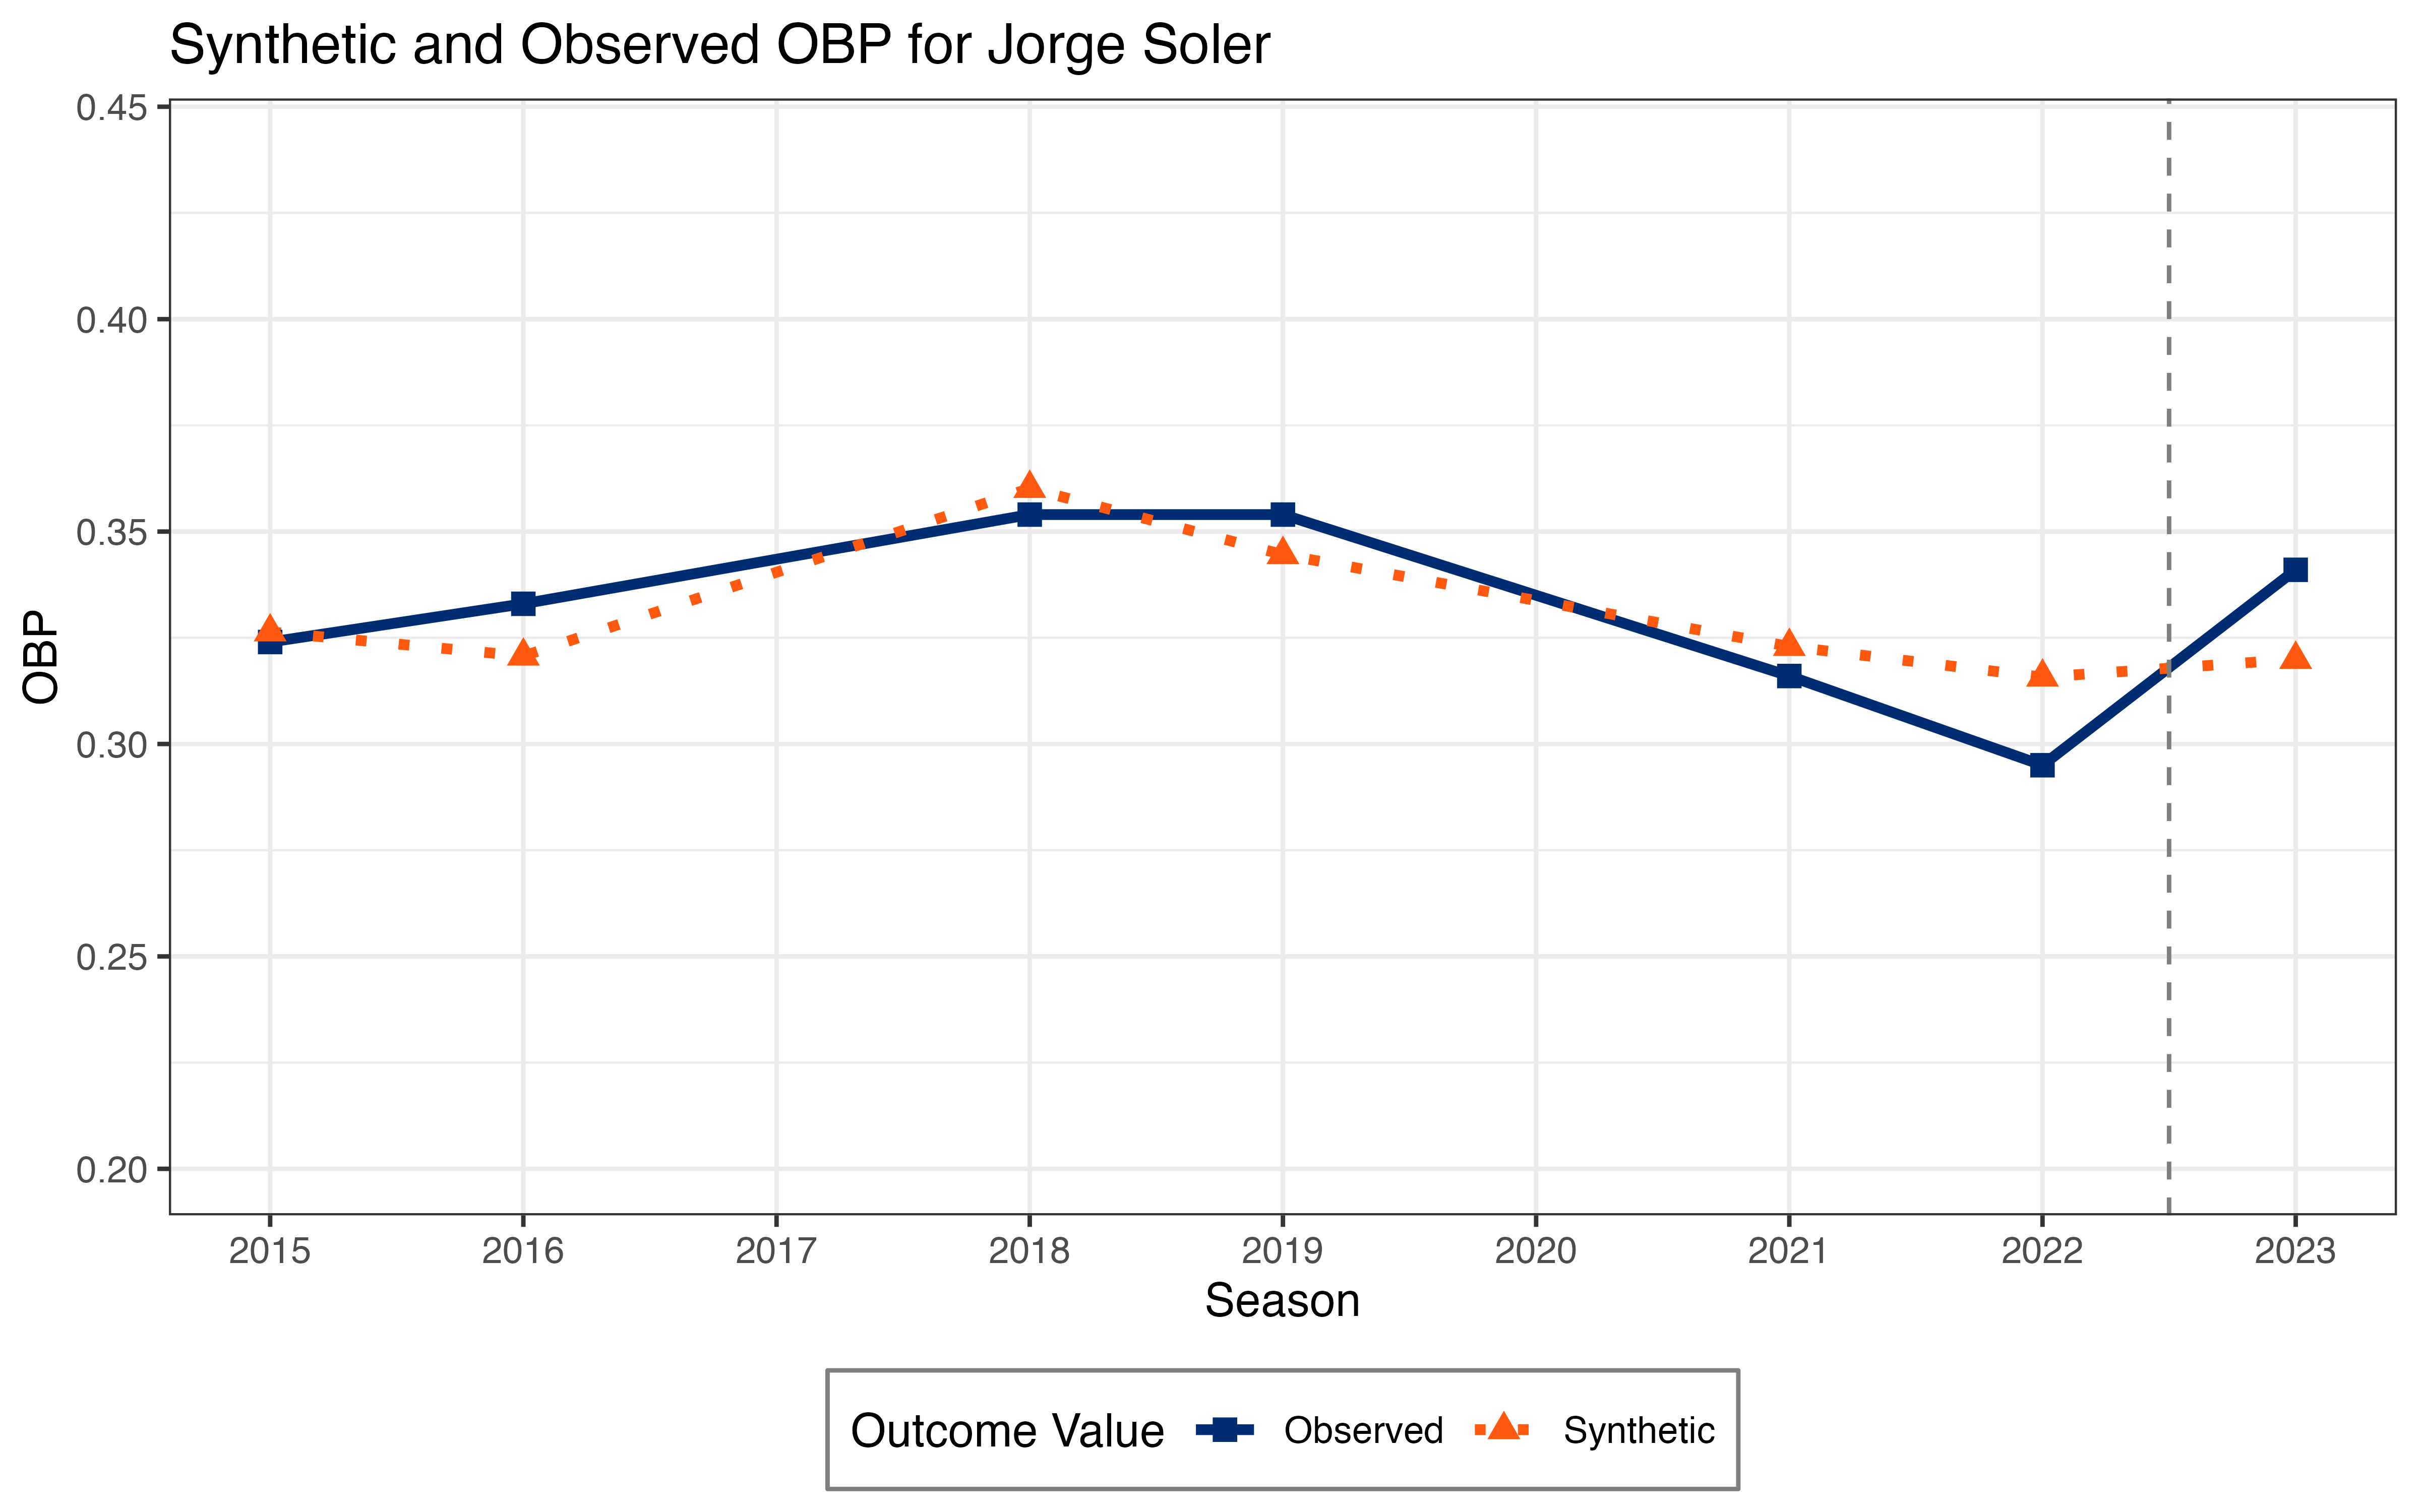 Synthetic and Observed OBP for Jorge Soler
0.45
0.40
0.35
0.30
0.25
0.20
OBP
2015 2016 2017 2018 2019 2020 2021 2022 2023
Season
Outcome Value Observed Synthetic